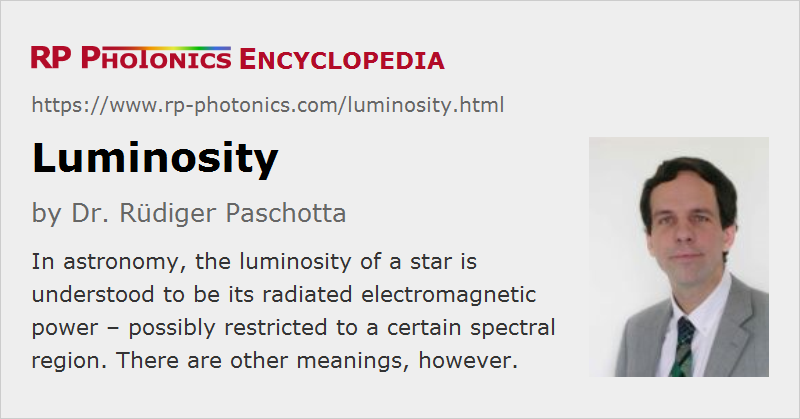 RP PHOTONICS ENCYCLOPEDIA
https://www.rp-photonics.com/luminosity.html
Luminosity
by Dr. Rüdiger Paschotta
In astronomy, the luminosity of a star is
understood to be its radiated electromagnetic
power – possibly restricted to a certain spectral
region. There are other meanings, however.